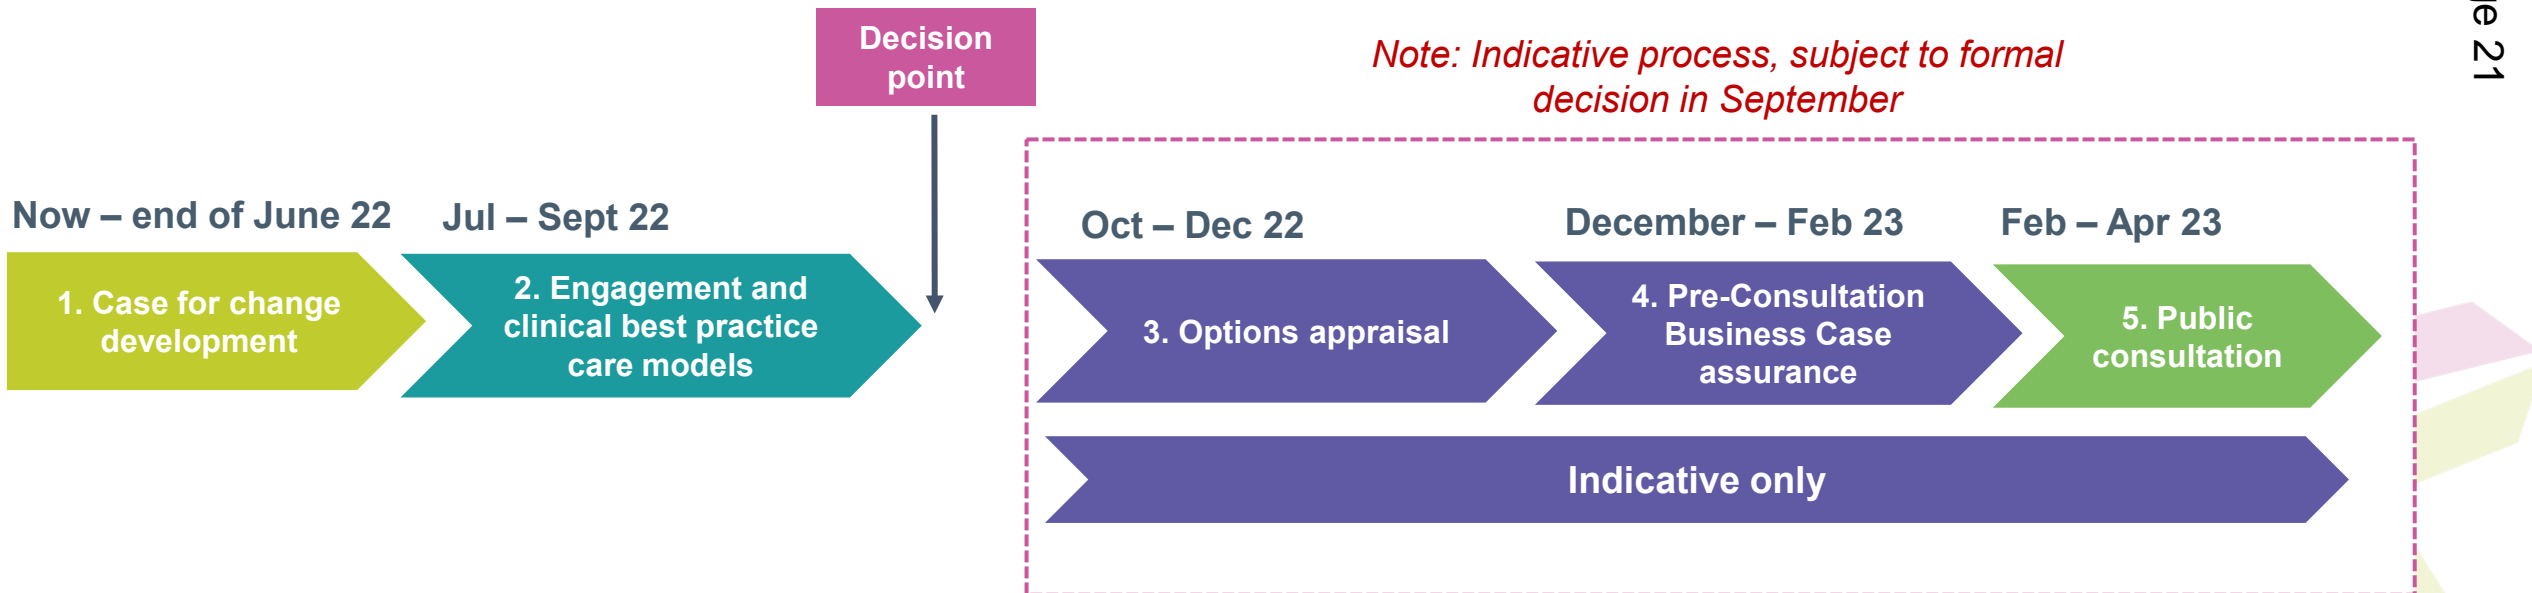 Decision
point
Note: Indicative process, subject to formal
decision in September
21
Now – end of June 22
Jul – Sept 22
Oct – Dec 22
December – Feb 23
Feb – Apr 23
1. Case for change
development
2. Engagement and
clinical best practice
care models
3. Options appraisal
4. Pre-Consultation
Business Case
assurance
5. Public
consultation
Indicative only